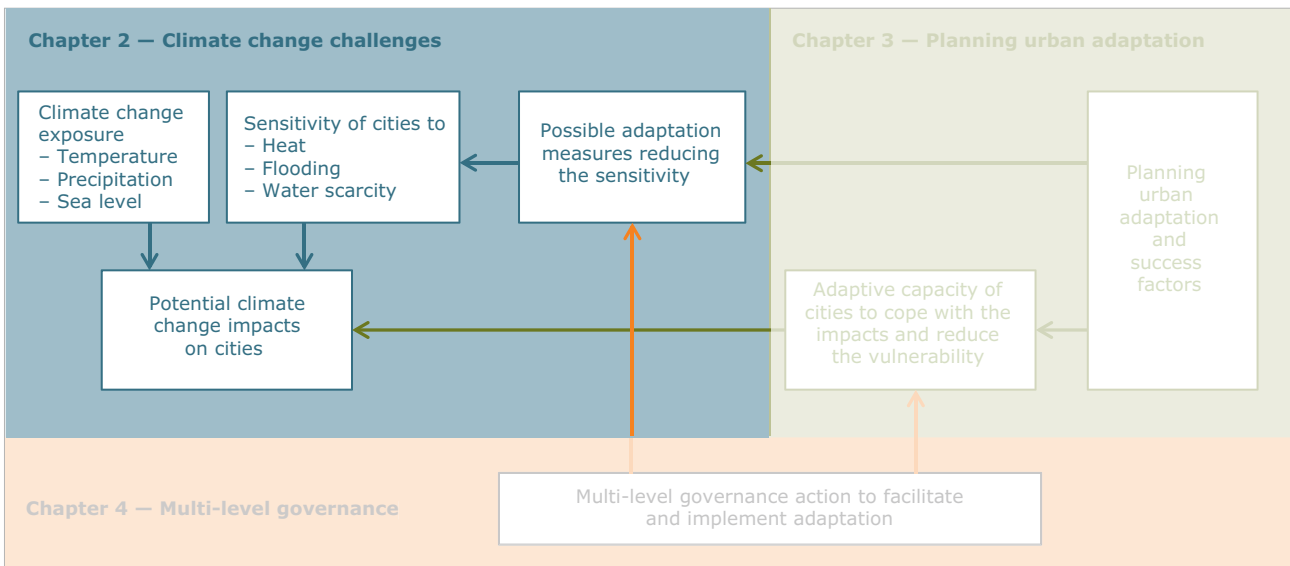 Chapter 2 — Climate change challenges
Chapter 3 — Planning urban adaptation
Climate change
exposure
– Temperature
– Precipitation
– Sea level
Sensitivity of cities to
– Heat
– Flooding
– Water scarcity
Possible adaptation
measures reducing
the sensitivity
Planning
urban
adaptation
and
success
factors
Potential climate
change impacts
on cities
Adaptive capacity of
cities to cope with the
impacts and reduce
the vulnerability
Chapter 4 — Multi-level governance
Multi-level governance action to facilitate
and implement adaptation